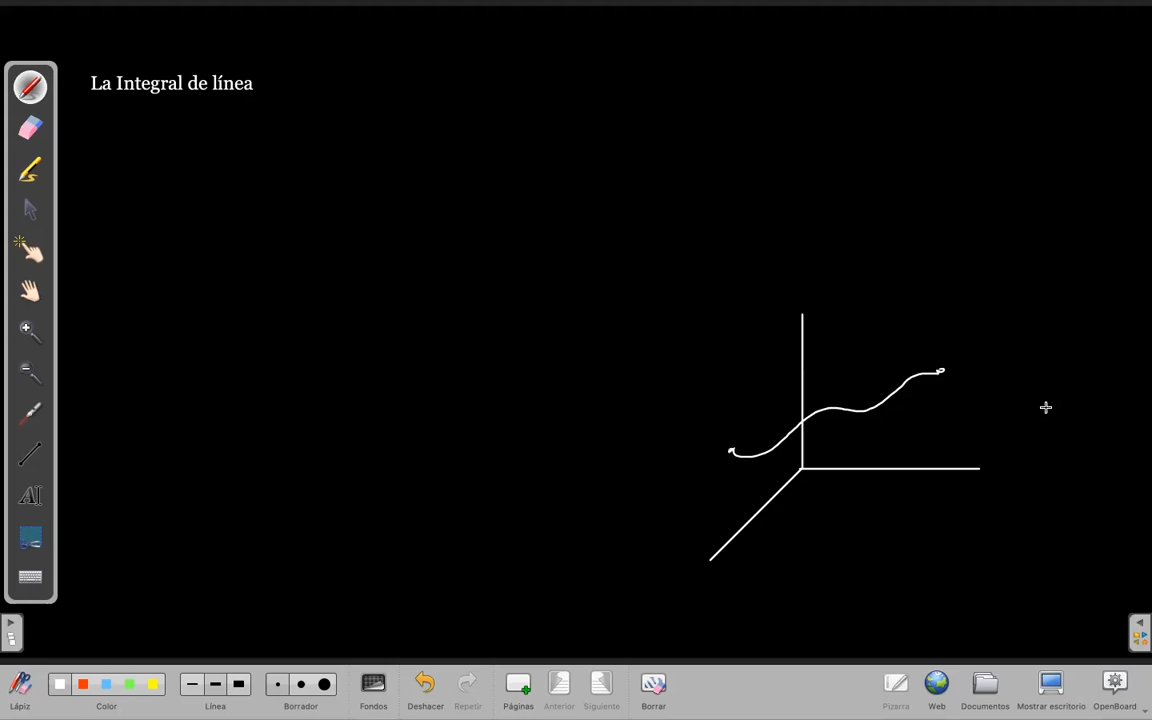 La Integral de línea
AI
Lápiz
Color
Línea
Borrador
Fondos
Deshacer
Repetir
Páginas
Anterior
Siguiente
Borrar
Pizarra
Web
Documentos
Mostrar escritorio
OpenBoard